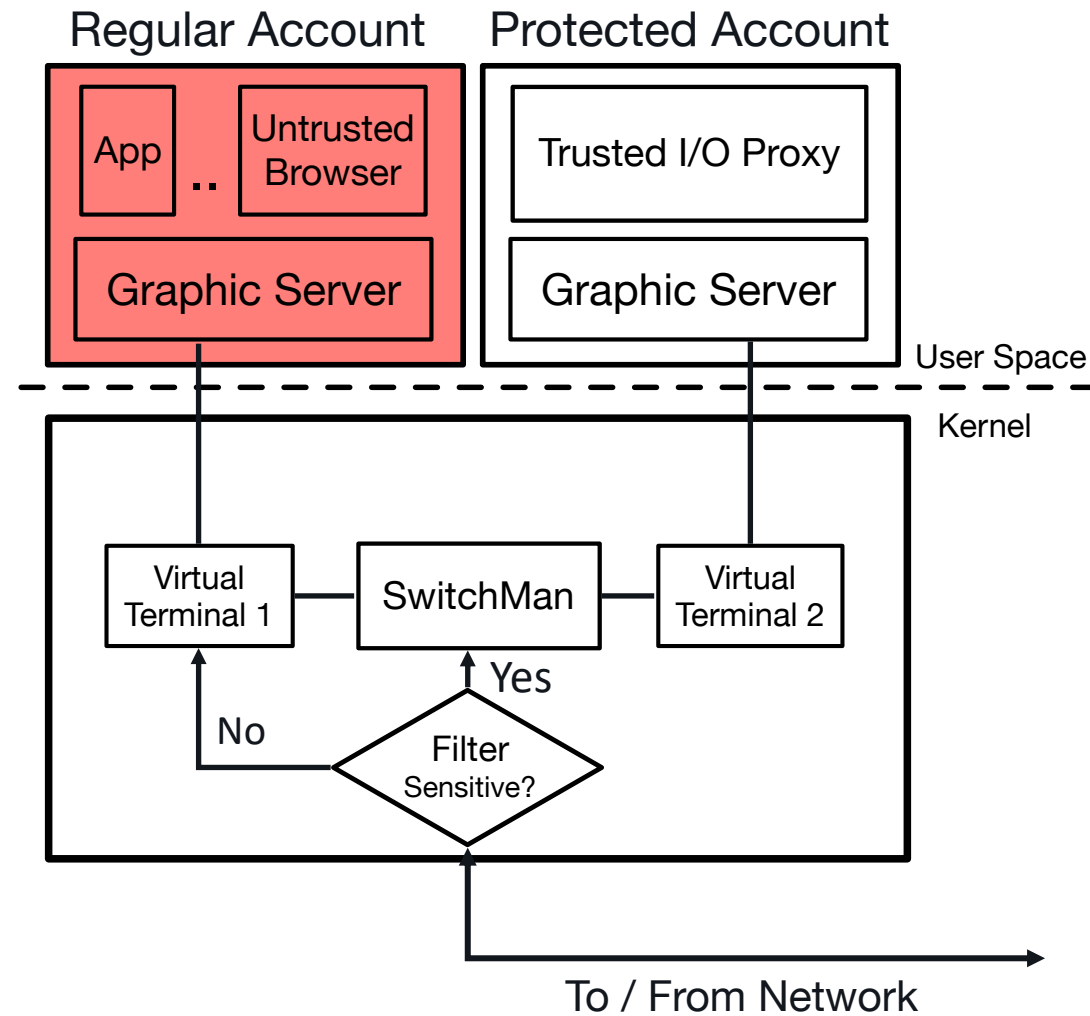 Regular Account
Protected Account
App
..
Untrusted
Browser
Graphic Server
Trusted I/O Proxy
Graphic Server
User Space
Kernel
Virtual
Terminal 1
SwitchMan
Virtual
Terminal 2
Yes
No
Filter
Sensitive?
To / From Network